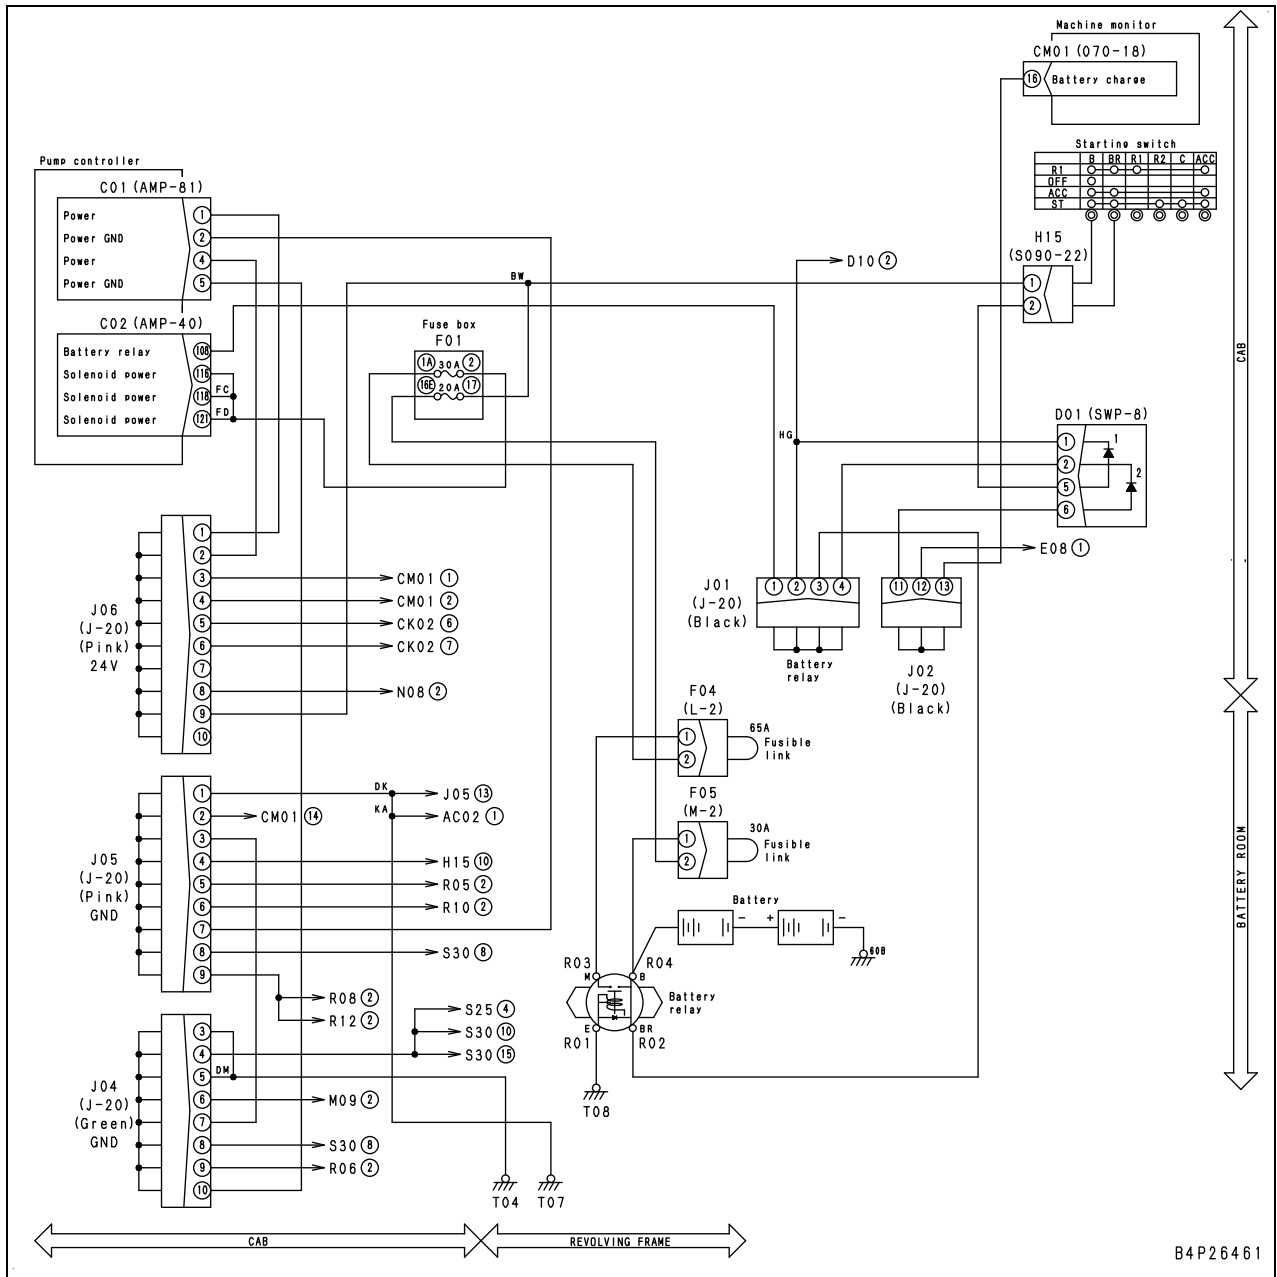 Machine monitor
CM01 (070-18)
16 Battery charge
Starting switch
B BR R1 R2 C ACC
R1
OFF
ACC
ST
H15
(S090-22)
1
2
Pump controller
C01 (AMP-81)
Power 1
Power GND 2
Power 4
Power GND 5
C02 (AMP-40)
Battery relay 108
Solenoid power 116
Solenoid power 118
Solenoid power 121
FC
FD
BW
D10 2
Fuse box
F01
1A 30A 2
16E 20A 17
CAB
D01 (SWP-8)
1
2
5
6
1
2
HG
E08 1
J01
(J-20)
(Black)
1 2 3 4
Battery
relay
11 12 13
J02
(J-20)
(Black)
J06
(J-20)
(Pink)
24V
1
2
3 CM01 1
4 CM01 2
5 CK02 6
6 CK02 7
7
8 N08 2
9
10
F04
(L-2)
1
2
65A
Fusible
link
F05
(M-2)
1
2
30A
Fusible
link
BATTERY ROOM
J05
(J-20)
(Pink)
GND
1 DK J05 13
2 CM01 14 KA AC02 1
3
4 H15 10
5 R05 2
6 R10 2
7
8 S30 8
9
R08 2
R12 2
Battery
- + -
60B
R03 M B R04
Battery
relay
E BR
R01 R02
T08
J04
(J-20)
(Green)
GND
3
4
5 DM
6 M09 2
7
8 S30 8
9 R06 2
10
S25 4
S30 10
S30 15
T04 T07
CAB
REVOLVING FRAME
B4P26461